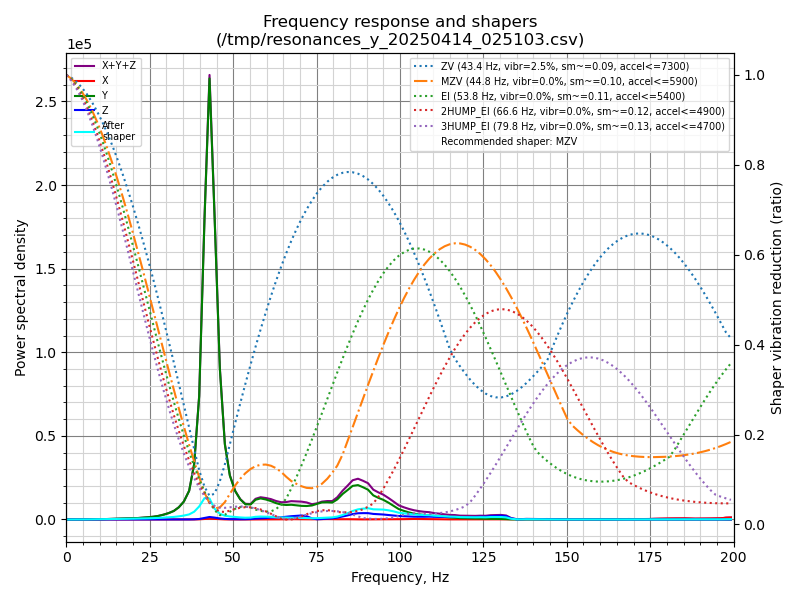 Frequency response and shapers
(/tmp/resonances_y_20250414_025103.csv)
1e5
X+Y+Z
X
Y
Z
After
shaper
ZV (43.4 Hz, vibr=2.5%, sm~=0.09, accel<=7300)
MZV (44.8 Hz, vibr=0.0%, sm~=0.10, accel<=5900)
EI (53.8 Hz, vibr=0.0%, sm~=0.11, accel<=5400)
2HUMP_EI (66.6 Hz, vibr=0.0%, sm~=0.12, accel<=4900)
3HUMP_EI (79.8 Hz, vibr=0.0%, sm~=0.13, accel<=4700)
Recommended shaper: MZV
Power spectral density
2.5
2.0
1.5
1.0
0.5
0.0
1.0
0.8
0.6
0.4
0.2
0.0
Shaper vibration reduction (ratio)
0 25 50 75 100 125 150 175 200
Frequency, Hz